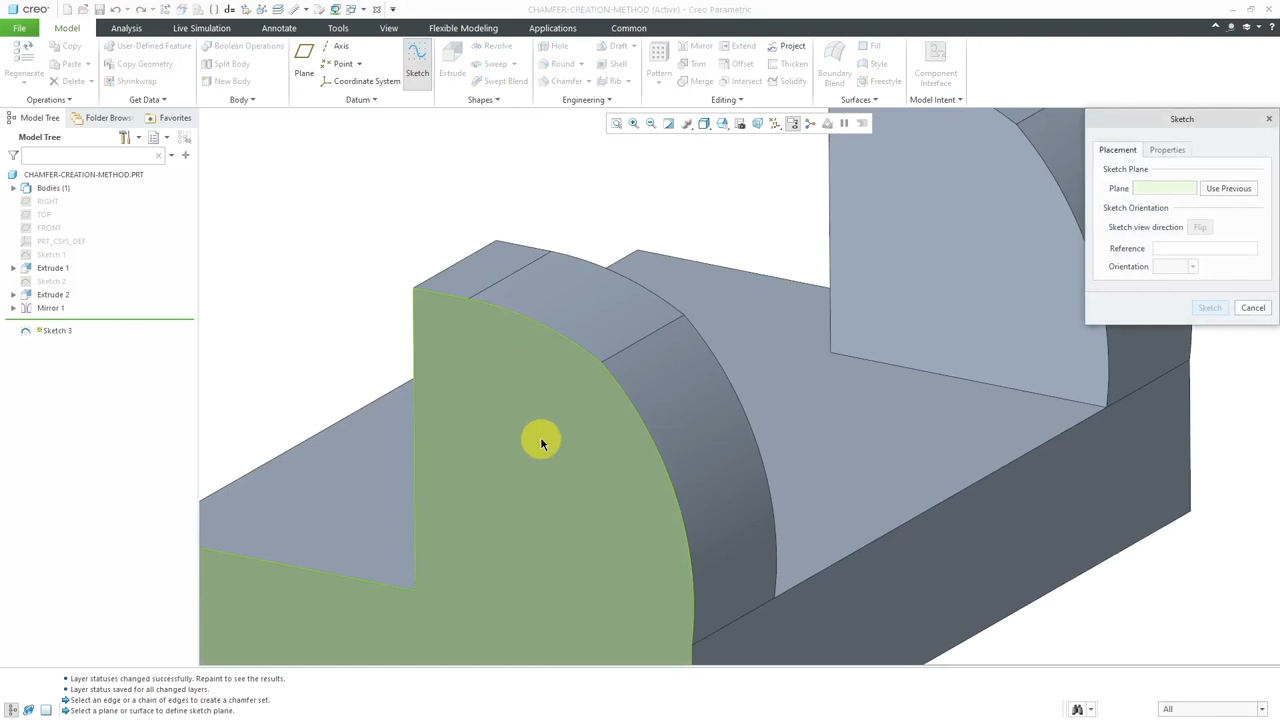 creo
CHAMFER-CREATION-METHOD (Active) - Creo Parametric
File Model Analysis Live Simulation Annotate Tools View Flexible Modeling Applications Common
Regenerate
Copy
Paste
Delete
Operations
User-Defined Feature
Copy Geometry
Shrinkwrap
Get Data
Boolean Operations
Split Body
New Body
Body
Plane
Axis
Point
Coordinate System
Sketch
Datum
Extrude
Revolve
Sweep
Swept Blend
Shapes
Hole
Round
Chamfer
Draft
Shell
Rib
Engineering
Pattern
Mirror
Trim
Merge
Extend
Offset
Intersect
Project
Thicken
Solidify
Editing
Boundary
Blend
Fill
Style
Freestyle
Surfaces
Component
Interface
Model Intent
Model Tree Folder Brows Favorites
Model Tree
CHAMFER-CREATION-METHOD.PRT
Bodies (1)
RIGHT
TOP
FRONT
PRT_CSYS_DEF
Sketch 1
Extrude 1
Sketch 2
Extrude 2
Mirror 1
Sketch 3
Sketch
Placement Properties
Sketch Plane
Plane Use Previous
Sketch Orientation
Sketch view direction Flip
Reference
Orientation
Sketch Cancel
Layer statuses changed successfully. Repaint to see the results.
Layer status saved for all changed layers.
Select an edge or a chain of edges to create a chamfer set.
Select a plane or surface to define sketch plane.
All